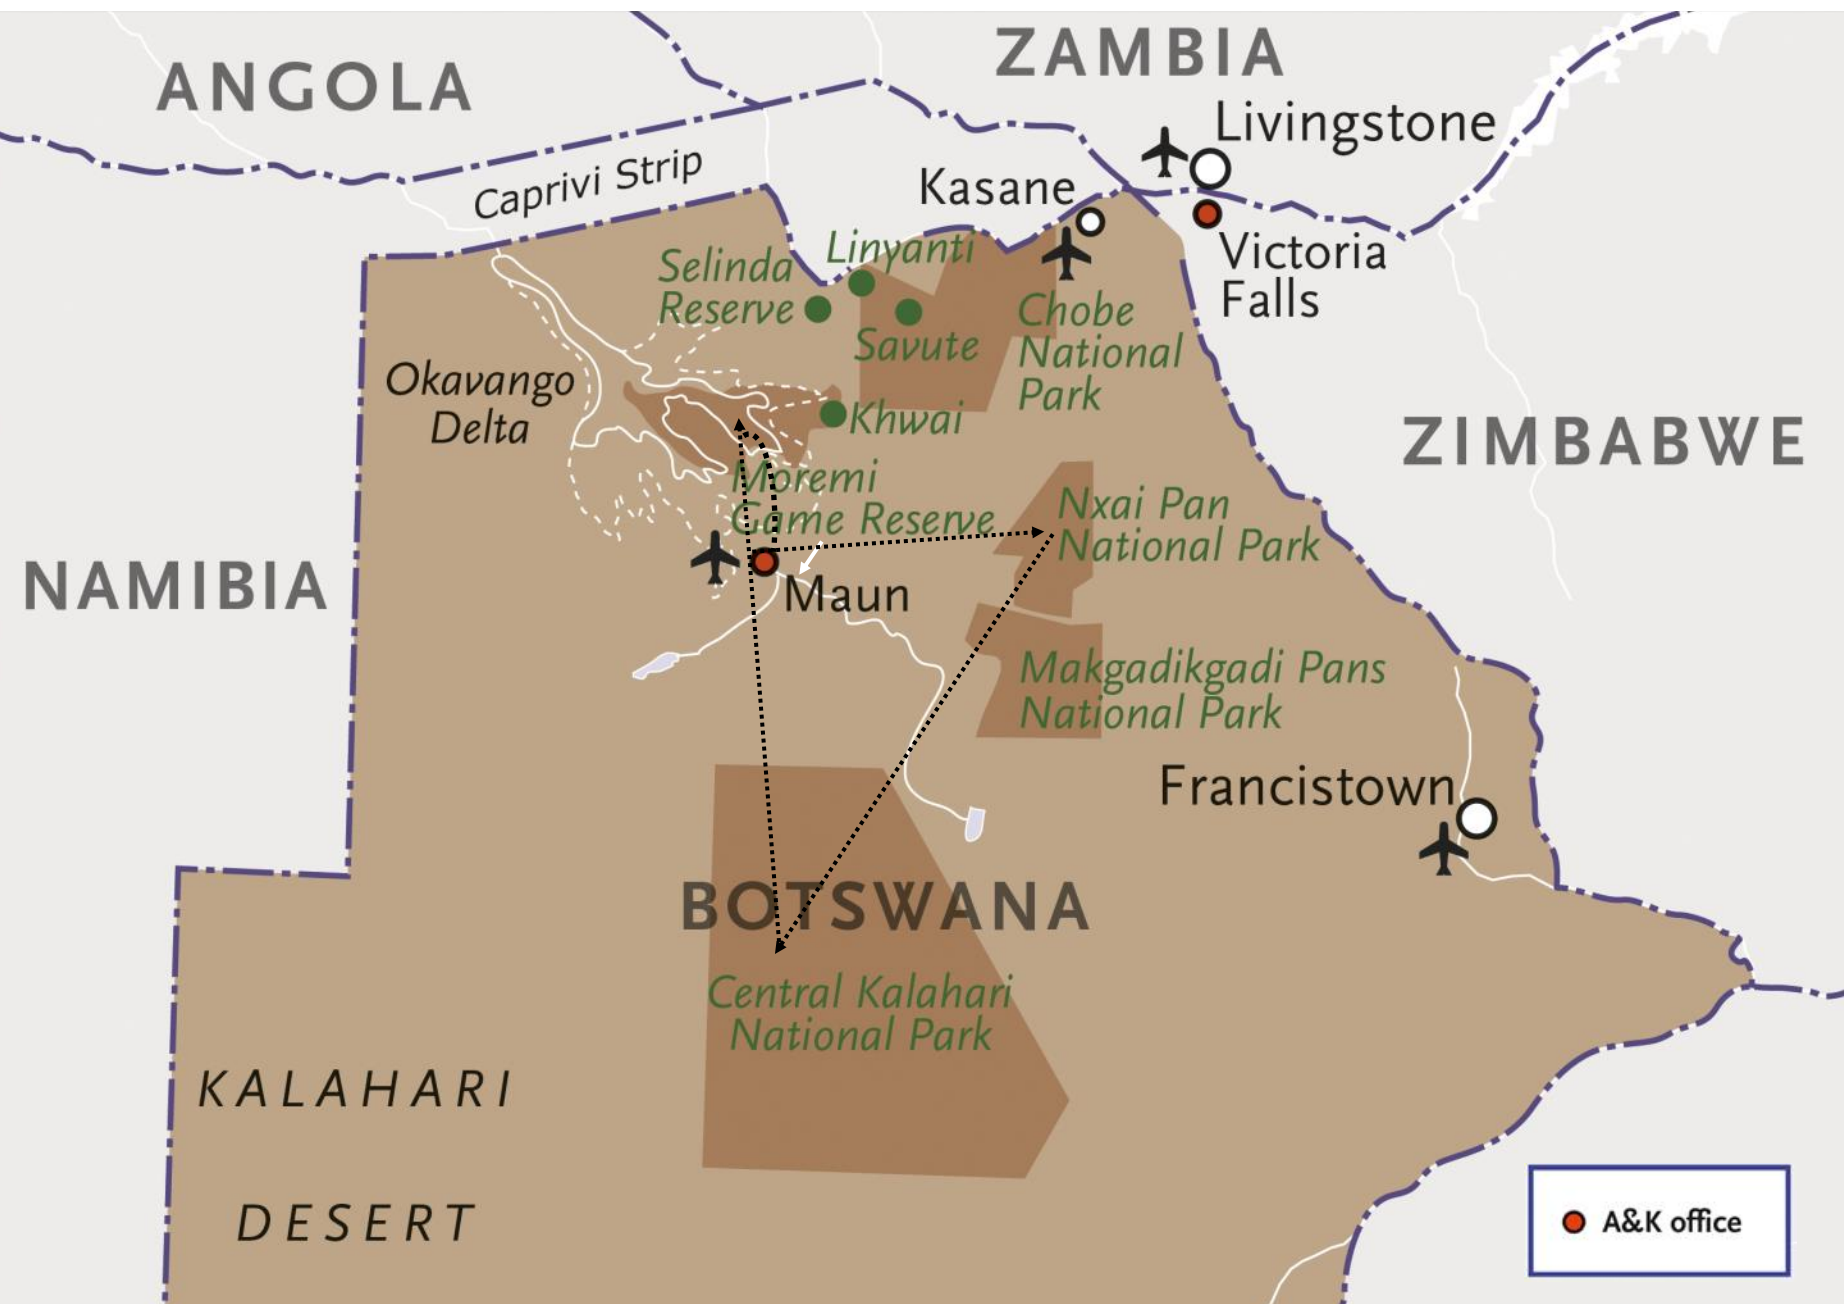 ANGOLA
ZAMBIA
Livingstone
Caprivi Strip
Kasane
Victoria
Falls
Linyanti
Selinda
Reserve
Savute
Chobe
National
Park
Okavango
Delta
Khwai
ZIMBABWE
Moremi
Game Reserve
Nxai Pan
National Park
NAMIBIA
Maun
Makgadikgadi Pans
National Park
Francistown
BOTSWANA
Central Kalahari
National Park
KALAHARI
DESERT
A&K office